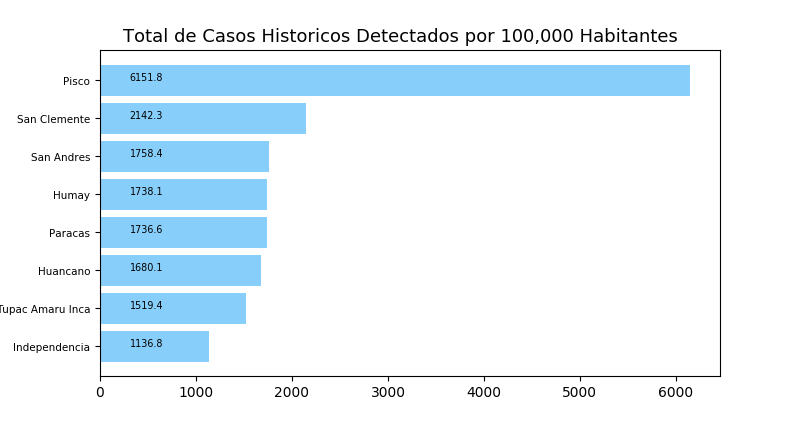 Total de Casos Historicos Detectados por 100,000 Habitantes
Pisco 6151.8
San Clemente 2142.3
San Andres 1758.4
Humay 1738.1
Paracas 1736.6
Huancano 1680.1
Tupac Amaru Inca 1519.4
Independencia 1136.8
0 1000 2000 3000 4000 5000 6000